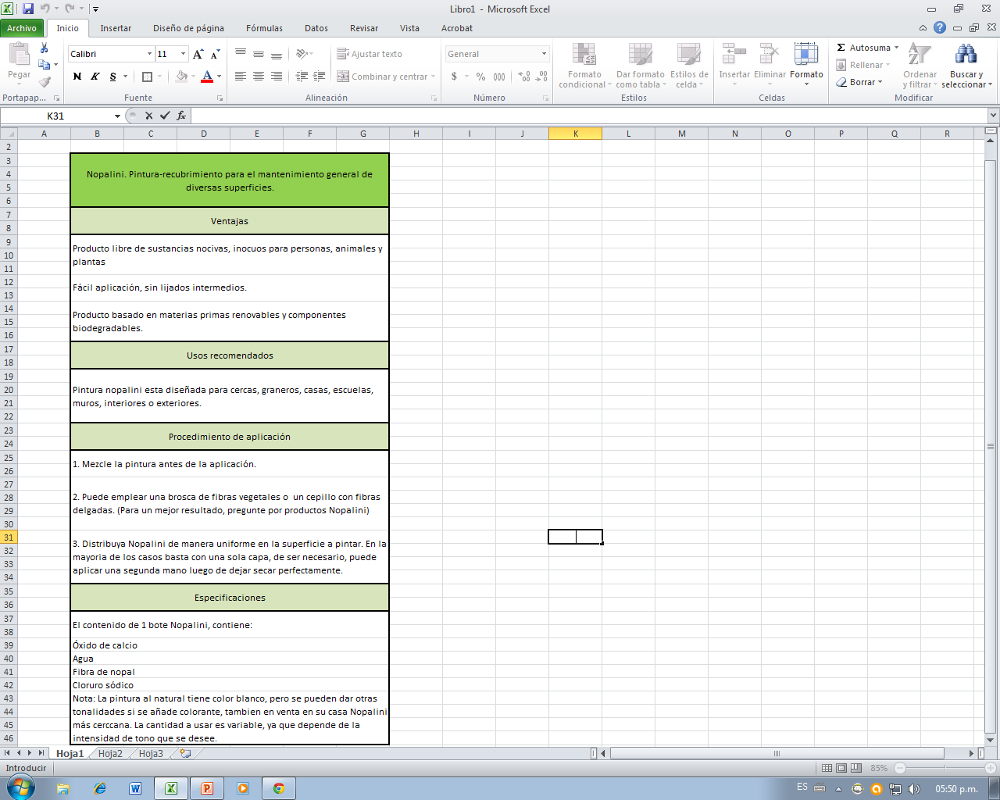 Libro1 - Microsoft Excel
Archivo Inicio Insertar Diseño de página Fórmulas Datos Revisar Vista Acrobat
Pegar
Portapap...
Calibri 11
N K S
Fuente
Ajustar texto
Combinar y centrar
Alineación
General
$ % 000
Número
Formato condicional
Dar formato como tabla
Estilos de celda
Estilos
Insertar Eliminar Formato
Celdas
Σ Autosuma
Rellenar
Borrar
Ordenar y filtrar
Buscar y seleccionar
Modificar
K31 fx
A B C D E F G H I J K L M N O P Q R
2
3
4
5
6
7
8
9
10
11
12
13
14
15
16
17
18
19
20
21
22
23
24
25
26
27
28
29
30
31
32
33
34
35
36
37
38
39
40
41
42
43
44
45
46
Nopalini. Pintura-recubrimiento para el mantenimiento general de
diversas superficies.
Ventajas
Producto libre de sustancias nocivas, inocuos para personas, animales y
plantas
Fácil aplicación, sin lijados intermedios.
Producto basado en materias primas renovables y componentes
biodegradables.
Usos recomendados
Pintura nopalini esta diseñada para cercas, graneros, casas, escuelas,
muros, interiores o exteriores.
Procedimiento de aplicación
1. Mezcle la pintura antes de la aplicación.
2. Puede emplear una brosca de fibras vegetales o  un cepillo con fibras
delgadas. (Para un mejor resultado, pregunte por productos Nopalini)
3. Distribuya Nopalini de manera uniforme en la superficie a pintar. En la
mayoria de los casos basta con una sola capa, de ser necesario, puede
aplicar una segunda mano luego de dejar secar perfectamente.
Especificaciones
El contenido de 1 bote Nopalini, contiene:
Óxido de calcio
Agua
Fibra de nopal
Cloruro sódico
Nota: La pintura al natural tiene color blanco, pero se pueden dar otras
tonalidades si se añade colorante, tambien en venta en su casa Nopalini
más cerccana. La cantidad a usar es variable, ya que depende de la
intensidad de tono que se desee.
Hoja1 Hoja2 Hoja3
Introducir
85%
ES 05:50 p.m.